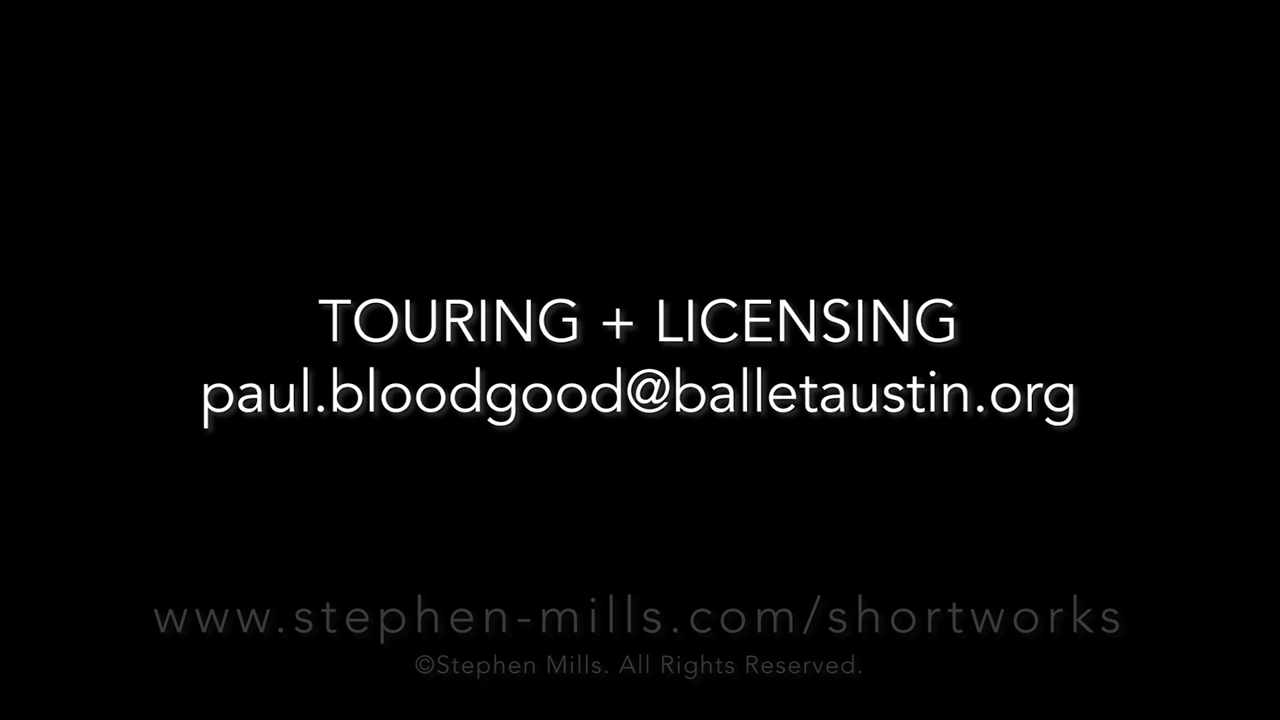 TOURING + LICENSING
paul.bloodgood@balletaustin.org
www.stephen-mills.com/shortworks
©Stephen Mills. All Rights Reserved.